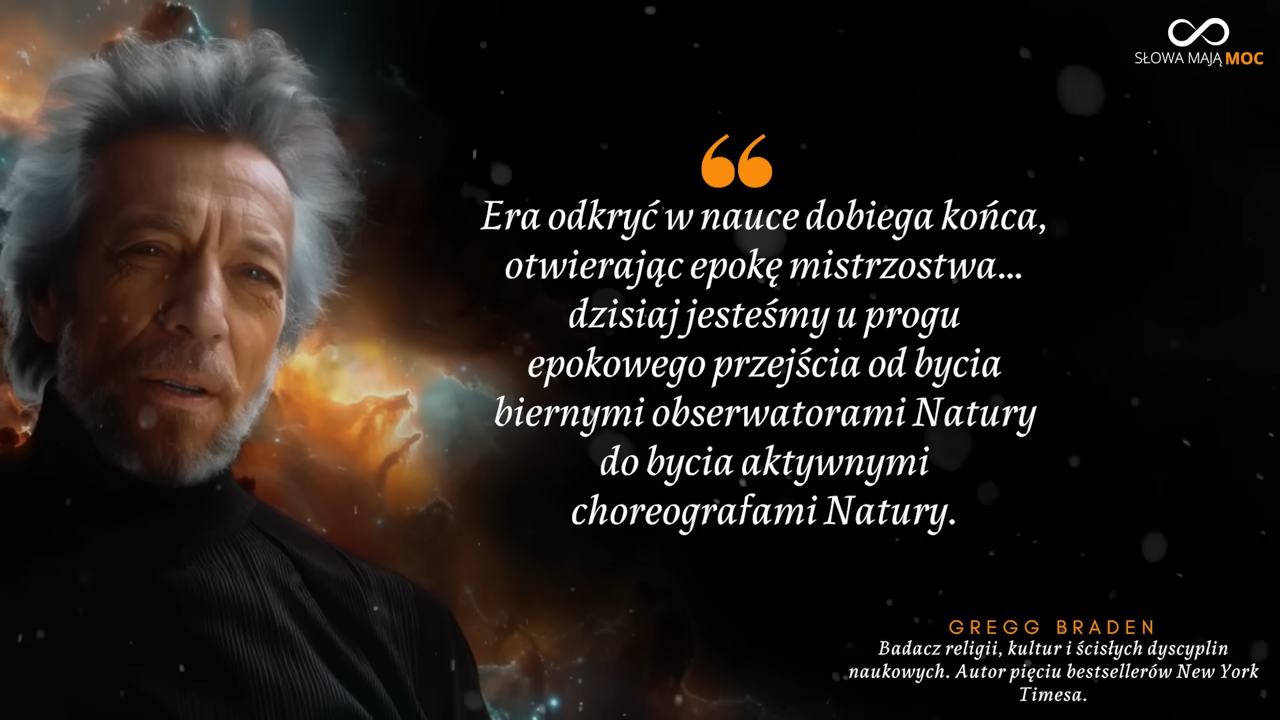 SŁOWA MAJĄ MOC
Era odkryć w nauce dobiega końca,
otwierając epokę mistrzostwa...
dzisiaj jesteśmy u progu
epokowego przejścia od bycia
biernymi obserwatorami Natury
do bycia aktywnymi
choreografami Natury.
GREGG BRADEN
Badacz religii, kultur i ścisłych dyscyplin
naukowych. Autor pięciu bestsellerów New York
Timesa.